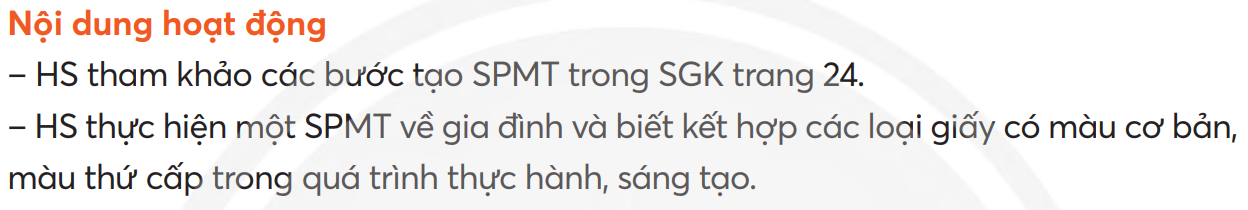 Nội dung hoạt động
– HS tham khảo các bước tạo SPMT trong SGK trang 24.
– HS thực hiện một SPMT về gia đình và biết kết hợp các loại giấy có màu cơ bản,
màu thứ cấp trong quá trình thực hành, sáng tạo.